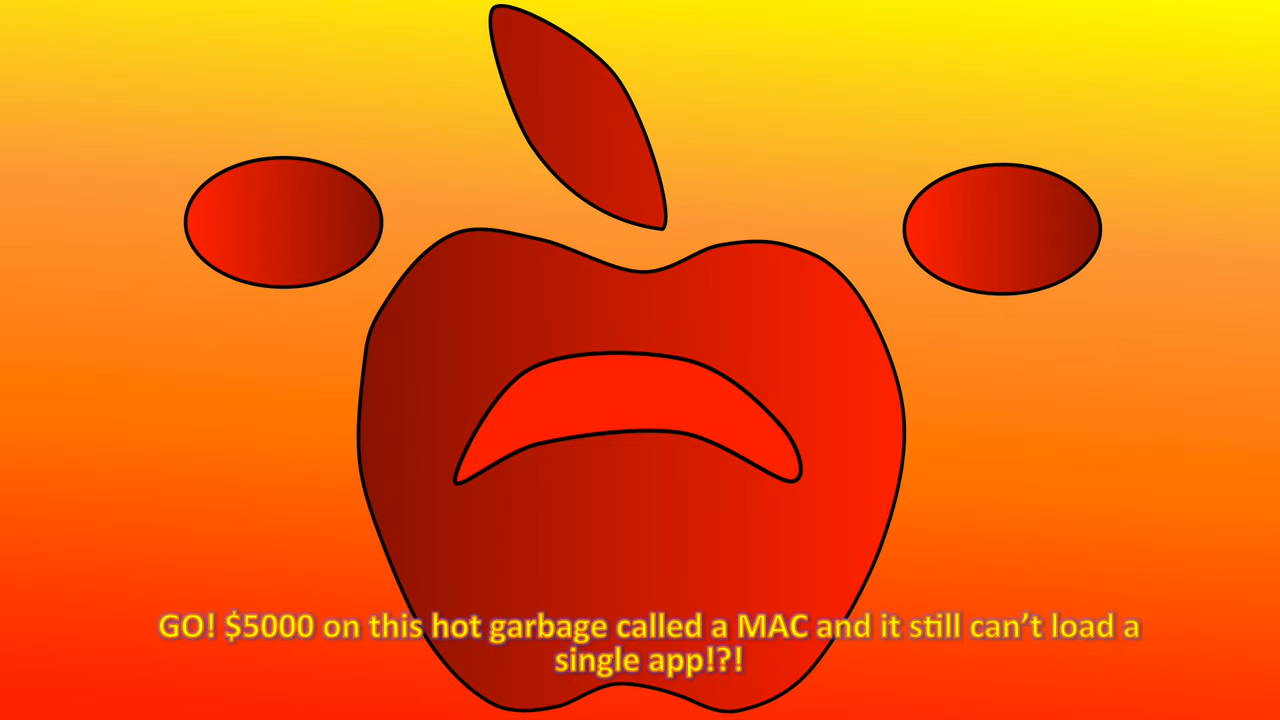 GO! $5000 on this hot garbage called a MAC and it still can’t load a
single app!?!